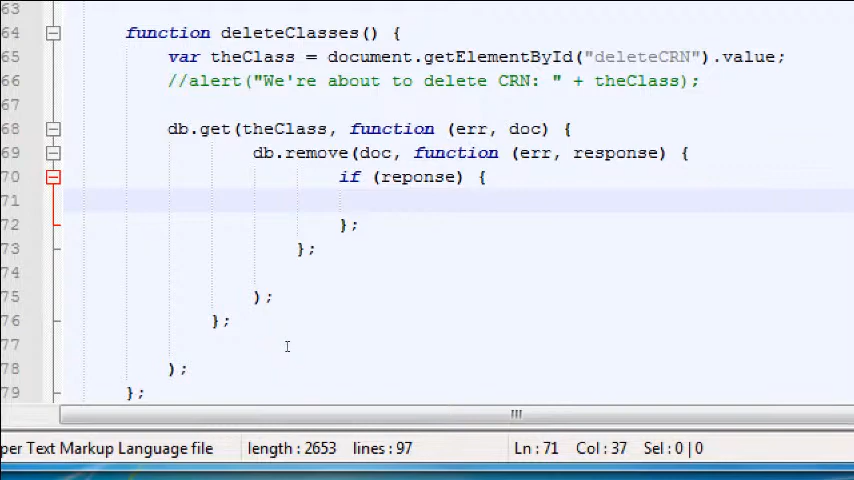 63
64 function deleteClasses() {
65 var theClass = document.getElementById("deleteCRN").value;
66 //alert("We're about to delete CRN: " + theClass);
67
68 db.get(theClass, function (err, doc) {
69 db.remove(doc, function (err, response) {
70 if (reponse) {
71
72 };
73 };
74
75 );
76 };
77
78 );
79 };
per Text Markup Language file length : 2653 lines : 97 Ln : 71 Col : 37 Sel : 0 | 0